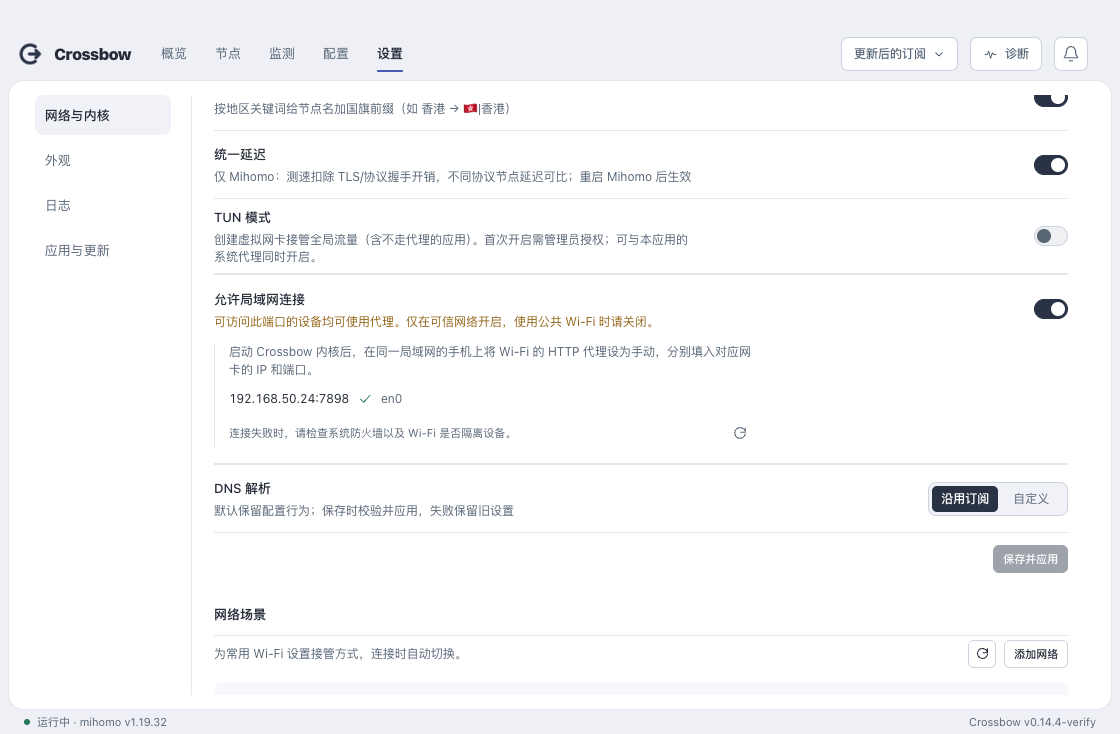 Crossbow 概览 节点 监测 配置 设置 更新后的订阅 诊断
网络与内核
外观
日志
应用与更新
按地区关键词给节点名加国旗前缀（如 香港 → 🇭🇰|香港）
统一延迟
仅 Mihomo：测速扣除 TLS/协议握手开销，不同协议节点延迟可比；重启 Mihomo 后生效
TUN 模式
创建虚拟网卡接管全局流量（含不走代理的应用）。首次开启需管理员授权；可与本应用的
系统代理同时开启。
允许局域网连接
可访问此端口的设备均可使用代理。仅在可信网络开启，使用公共 Wi-Fi 时请关闭。
启动 Crossbow 内核后，在同一局域网的手机上将 Wi-Fi 的 HTTP 代理设为手动，分别填入对应网
卡的 IP 和端口。
192.168.50.24:7898 ✓ en0
连接失败时，请检查系统防火墙以及 Wi-Fi 是否隔离设备。
DNS 解析
默认保留配置行为；保存时校验并应用，失败保留旧设置
沿用订阅 自定义
保存并应用
网络场景
为常用 Wi-Fi 设置接管方式，连接时自动切换。
添加网络
运行中 · mihomo v1.19.32
Crossbow v0.14.4-verify